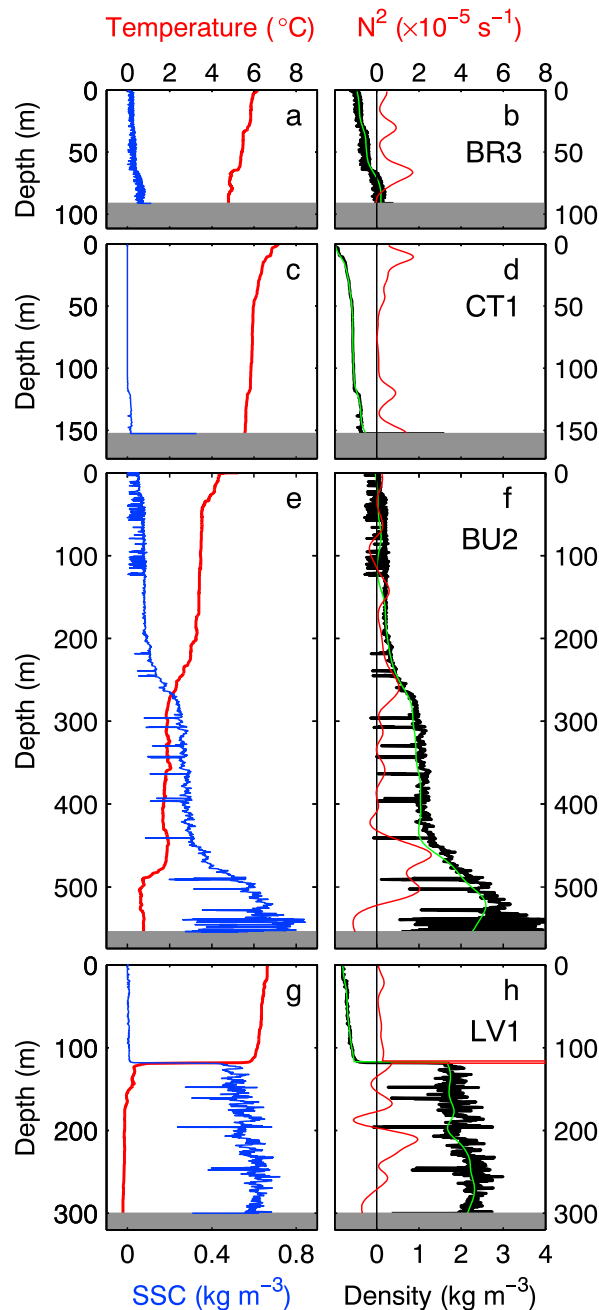 Temperature (°C) N² (×10⁻⁵ s⁻¹)
0 2 4 6 8 0 1 2 3 4
0 a b 0
BR3
50 50
100 100
Depth (m)
0 c d 0
CT1
50 50
100 100
150 150
Depth (m)
0 e f 0
BU2
100 100
200 200
300 300
400 400
500 500
Depth (m)
0 g h 0
LV1
100 100
200 200
300 300
Depth (m)
0 0.4 0.8 0 1 2 3 4
SSC (kg m⁻³) Density (kg m⁻³)